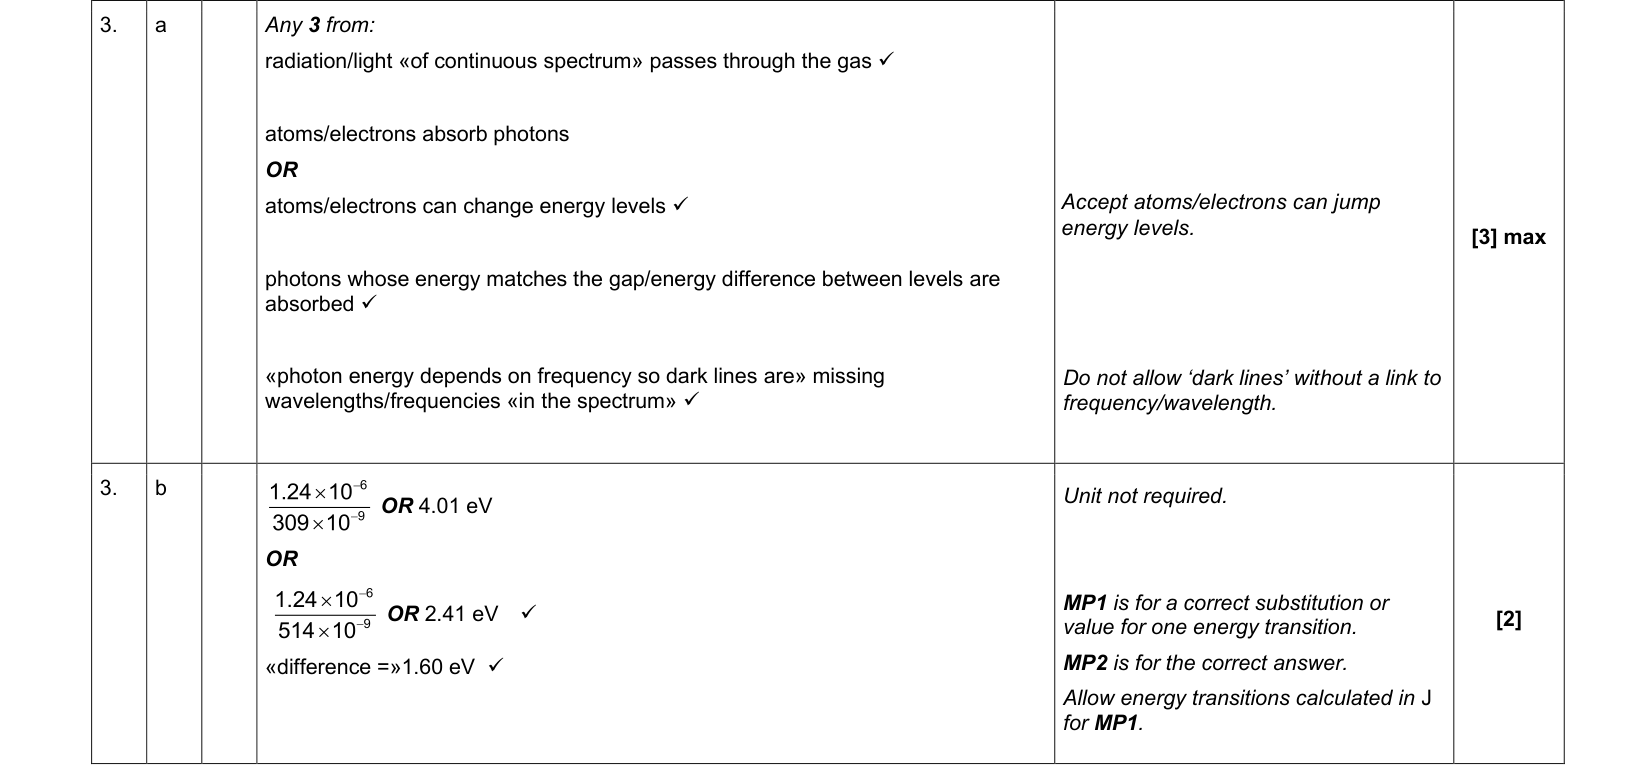 3.
a
Any 3 from:
radiation/light «of continuous spectrum» passes through the gas ✓
atoms/electrons absorb photons
OR
atoms/electrons can change energy levels ✓
Accept atoms/electrons can jump
energy levels.
[3] max
photons whose energy matches the gap/energy difference between levels are
absorbed ✓
«photon energy depends on frequency so dark lines are» missing
wavelengths/frequencies «in the spectrum» ✓
Do not allow ‘dark lines’ without a link to
frequency/wavelength.
3.
b
1.24×10⁻⁶
309×10⁻⁹
OR 4.01 eV
Unit not required.
OR
1.24×10⁻⁶
514×10⁻⁹
OR 2.41 eV ✓
MP1 is for a correct substitution or
value for one energy transition.
[2]
«difference =»1.60 eV ✓
MP2 is for the correct answer.
Allow energy transitions calculated in J
for MP1.